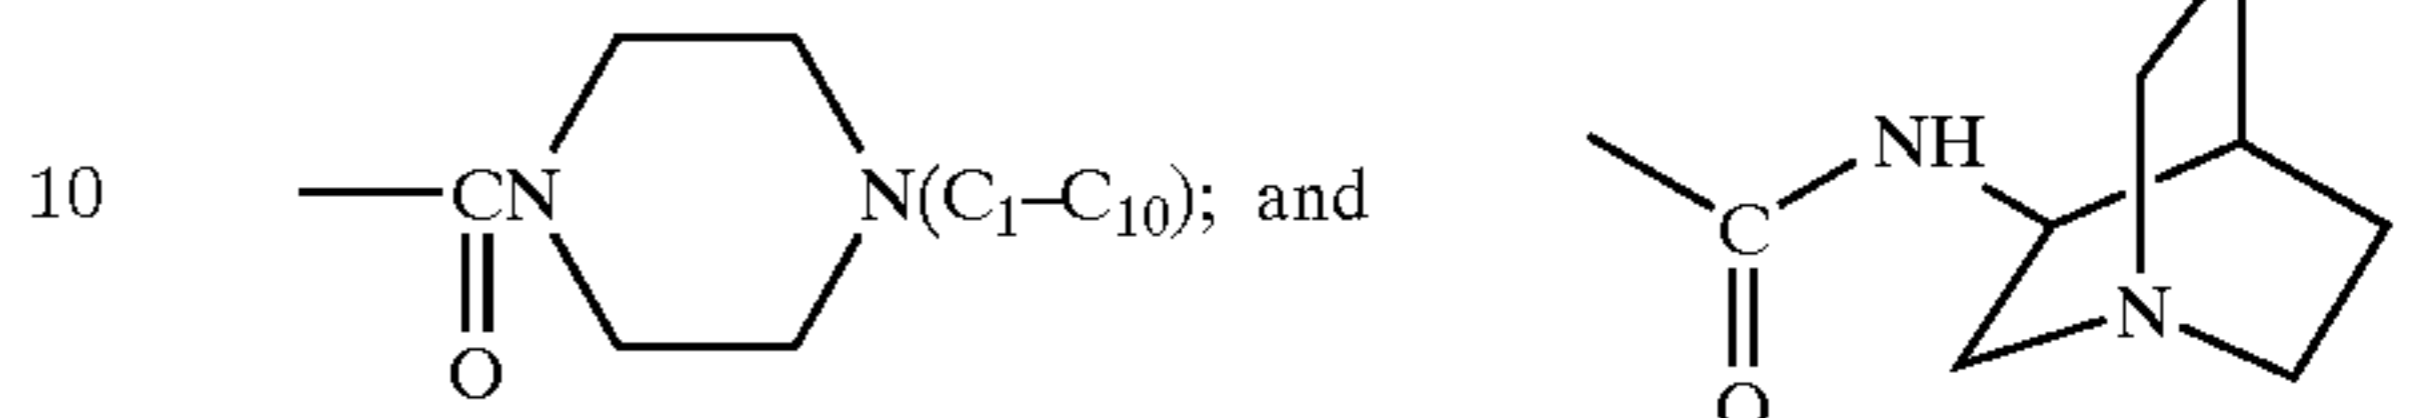 NH
10 CN N(C₁—C₁₀); and
C
N
O O